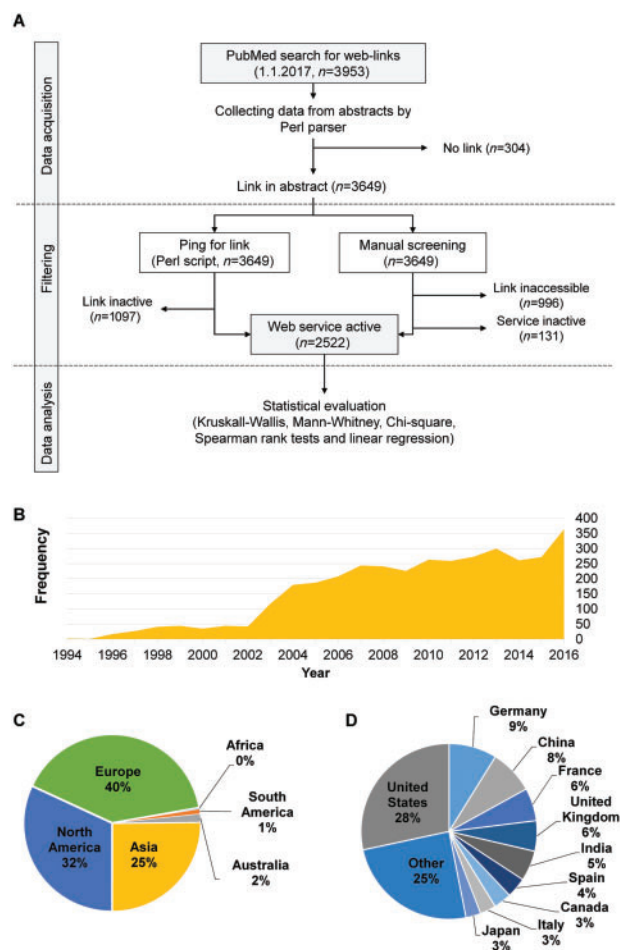 A
Data acquisition
PubMed search for web-links
(1.1.2017, n=3953)
Collecting data from abstracts by
Perl parser
No link (n=304)
Link in abstract (n=3649)
Filtering
Ping for link
(Perl script, n=3649)
Manual screening
(n=3649)
Link inactive
(n=1097)
Link inaccessible
(n=996)
Service inactive
(n=131)
Web service active
(n=2522)
Data analysis
Statistical evaluation
(Kruskall-Wallis, Mann-Whitney, Chi-square,
Spearman rank tests and linear regression)
B
Frequency
400
350
300
250
200
150
100
50
0
1994 1996 1998 2000 2002 2004 2006 2008 2010 2012 2014 2016
Year
C
Europe
40%
Africa
0%
South
America
1%
Australia
2%
Asia
25%
North
America
32%
D
Germany
9%
China
8%
France
6%
United
Kingdom
6%
India
5%
Spain
4%
Canada
3%
Italy
3%
Japan
3%
Other
25%
United
States
28%